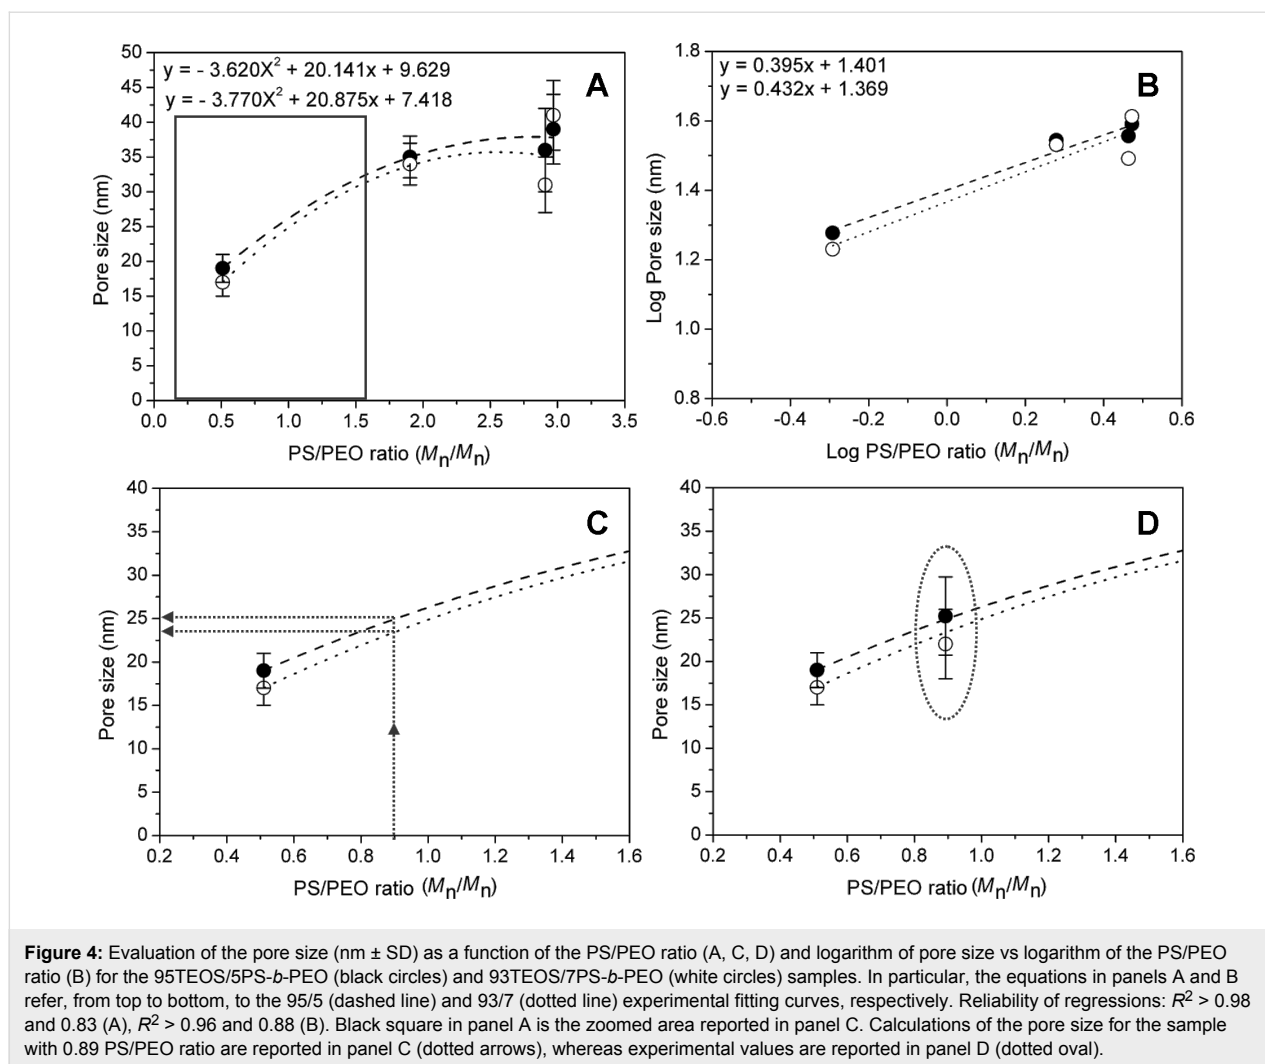 y = - 3.620X² + 20.141x + 9.629
y = - 3.770X² + 20.875x + 7.418
A
50
45
40
35
30
25
20
15
10
5
0
Pore size (nm)
0.0 0.5 1.0 1.5 2.0 2.5 3.0 3.5
PS/PEO ratio (Mn/Mn)
y = 0.395x + 1.401
y = 0.432x + 1.369
B
1.8
1.6
1.4
1.2
1.0
0.8
Log Pore size (nm)
-0.6 -0.4 -0.2 0.0 0.2 0.4 0.6
Log PS/PEO ratio (Mn/Mn)
C
40
35
30
25
20
15
10
5
0
Pore size (nm)
0.2 0.4 0.6 0.8 1.0 1.2 1.4 1.6
PS/PEO ratio (Mn/Mn)
D
40
35
30
25
20
15
10
5
0
Pore size (nm)
0.2 0.4 0.6 0.8 1.0 1.2 1.4 1.6
PS/PEO ratio (Mn/Mn)
Figure 4: Evaluation of the pore size (nm ± SD) as a function of the PS/PEO ratio (A, C, D) and logarithm of pore size vs logarithm of the PS/PEO
ratio (B) for the 95TEOS/5PS-b-PEO (black circles) and 93TEOS/7PS-b-PEO (white circles) samples. In particular, the equations in panels A and B
refer, from top to bottom, to the 95/5 (dashed line) and 93/7 (dotted line) experimental fitting curves, respectively. Reliability of regressions: R² > 0.98
and 0.83 (A), R² > 0.96 and 0.88 (B). Black square in panel A is the zoomed area reported in panel C. Calculations of the pore size for the sample
with 0.89 PS/PEO ratio are reported in panel C (dotted arrows), whereas experimental values are reported in panel D (dotted oval).